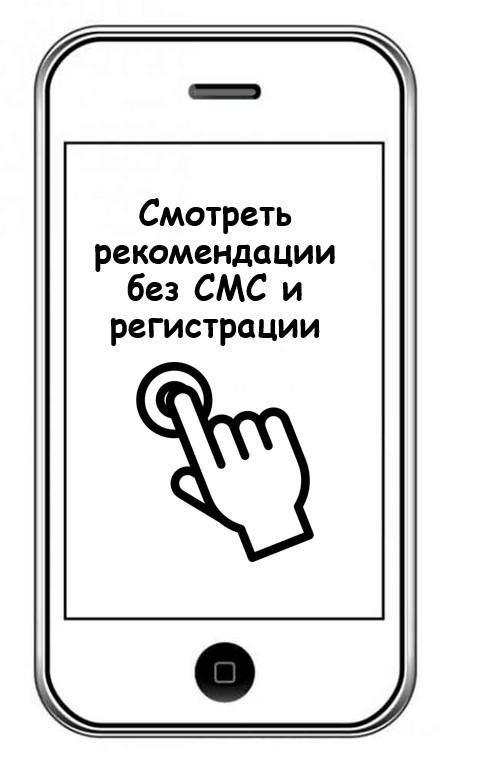 Смотреть
рекомендации
без СМС и
регистрации